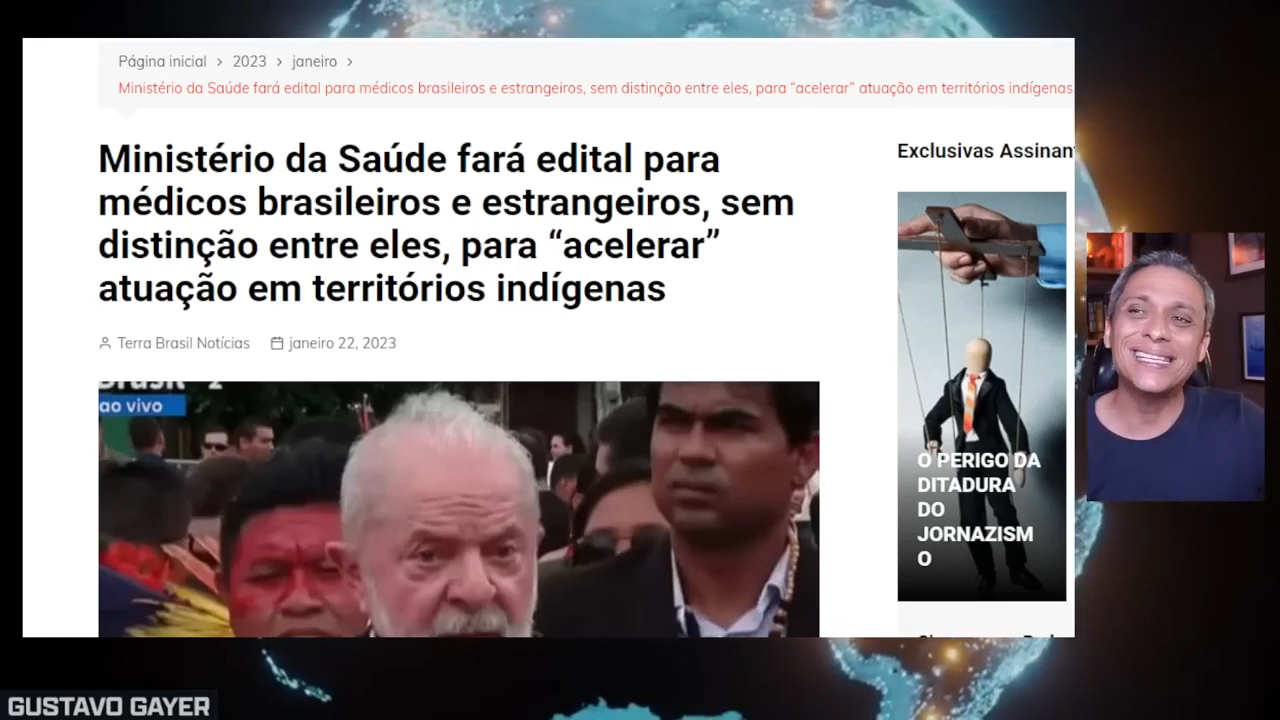 Página inicial > 2023 > janeiro >
Ministério da Saúde fará edital para médicos brasileiros e estrangeiros, sem distinção entre eles, para “acelerar” atuação em territórios indígenas
Ministério da Saúde fará edital para
médicos brasileiros e estrangeiros, sem
distinção entre eles, para “acelerar”
atuação em territórios indígenas
Terra Brasil Notícias janeiro 22, 2023
ao vivo
Exclusivas Assinan
O PERIGO DA
DITADURA
DO
JORNAZISM
O
GUSTAVO GAYER